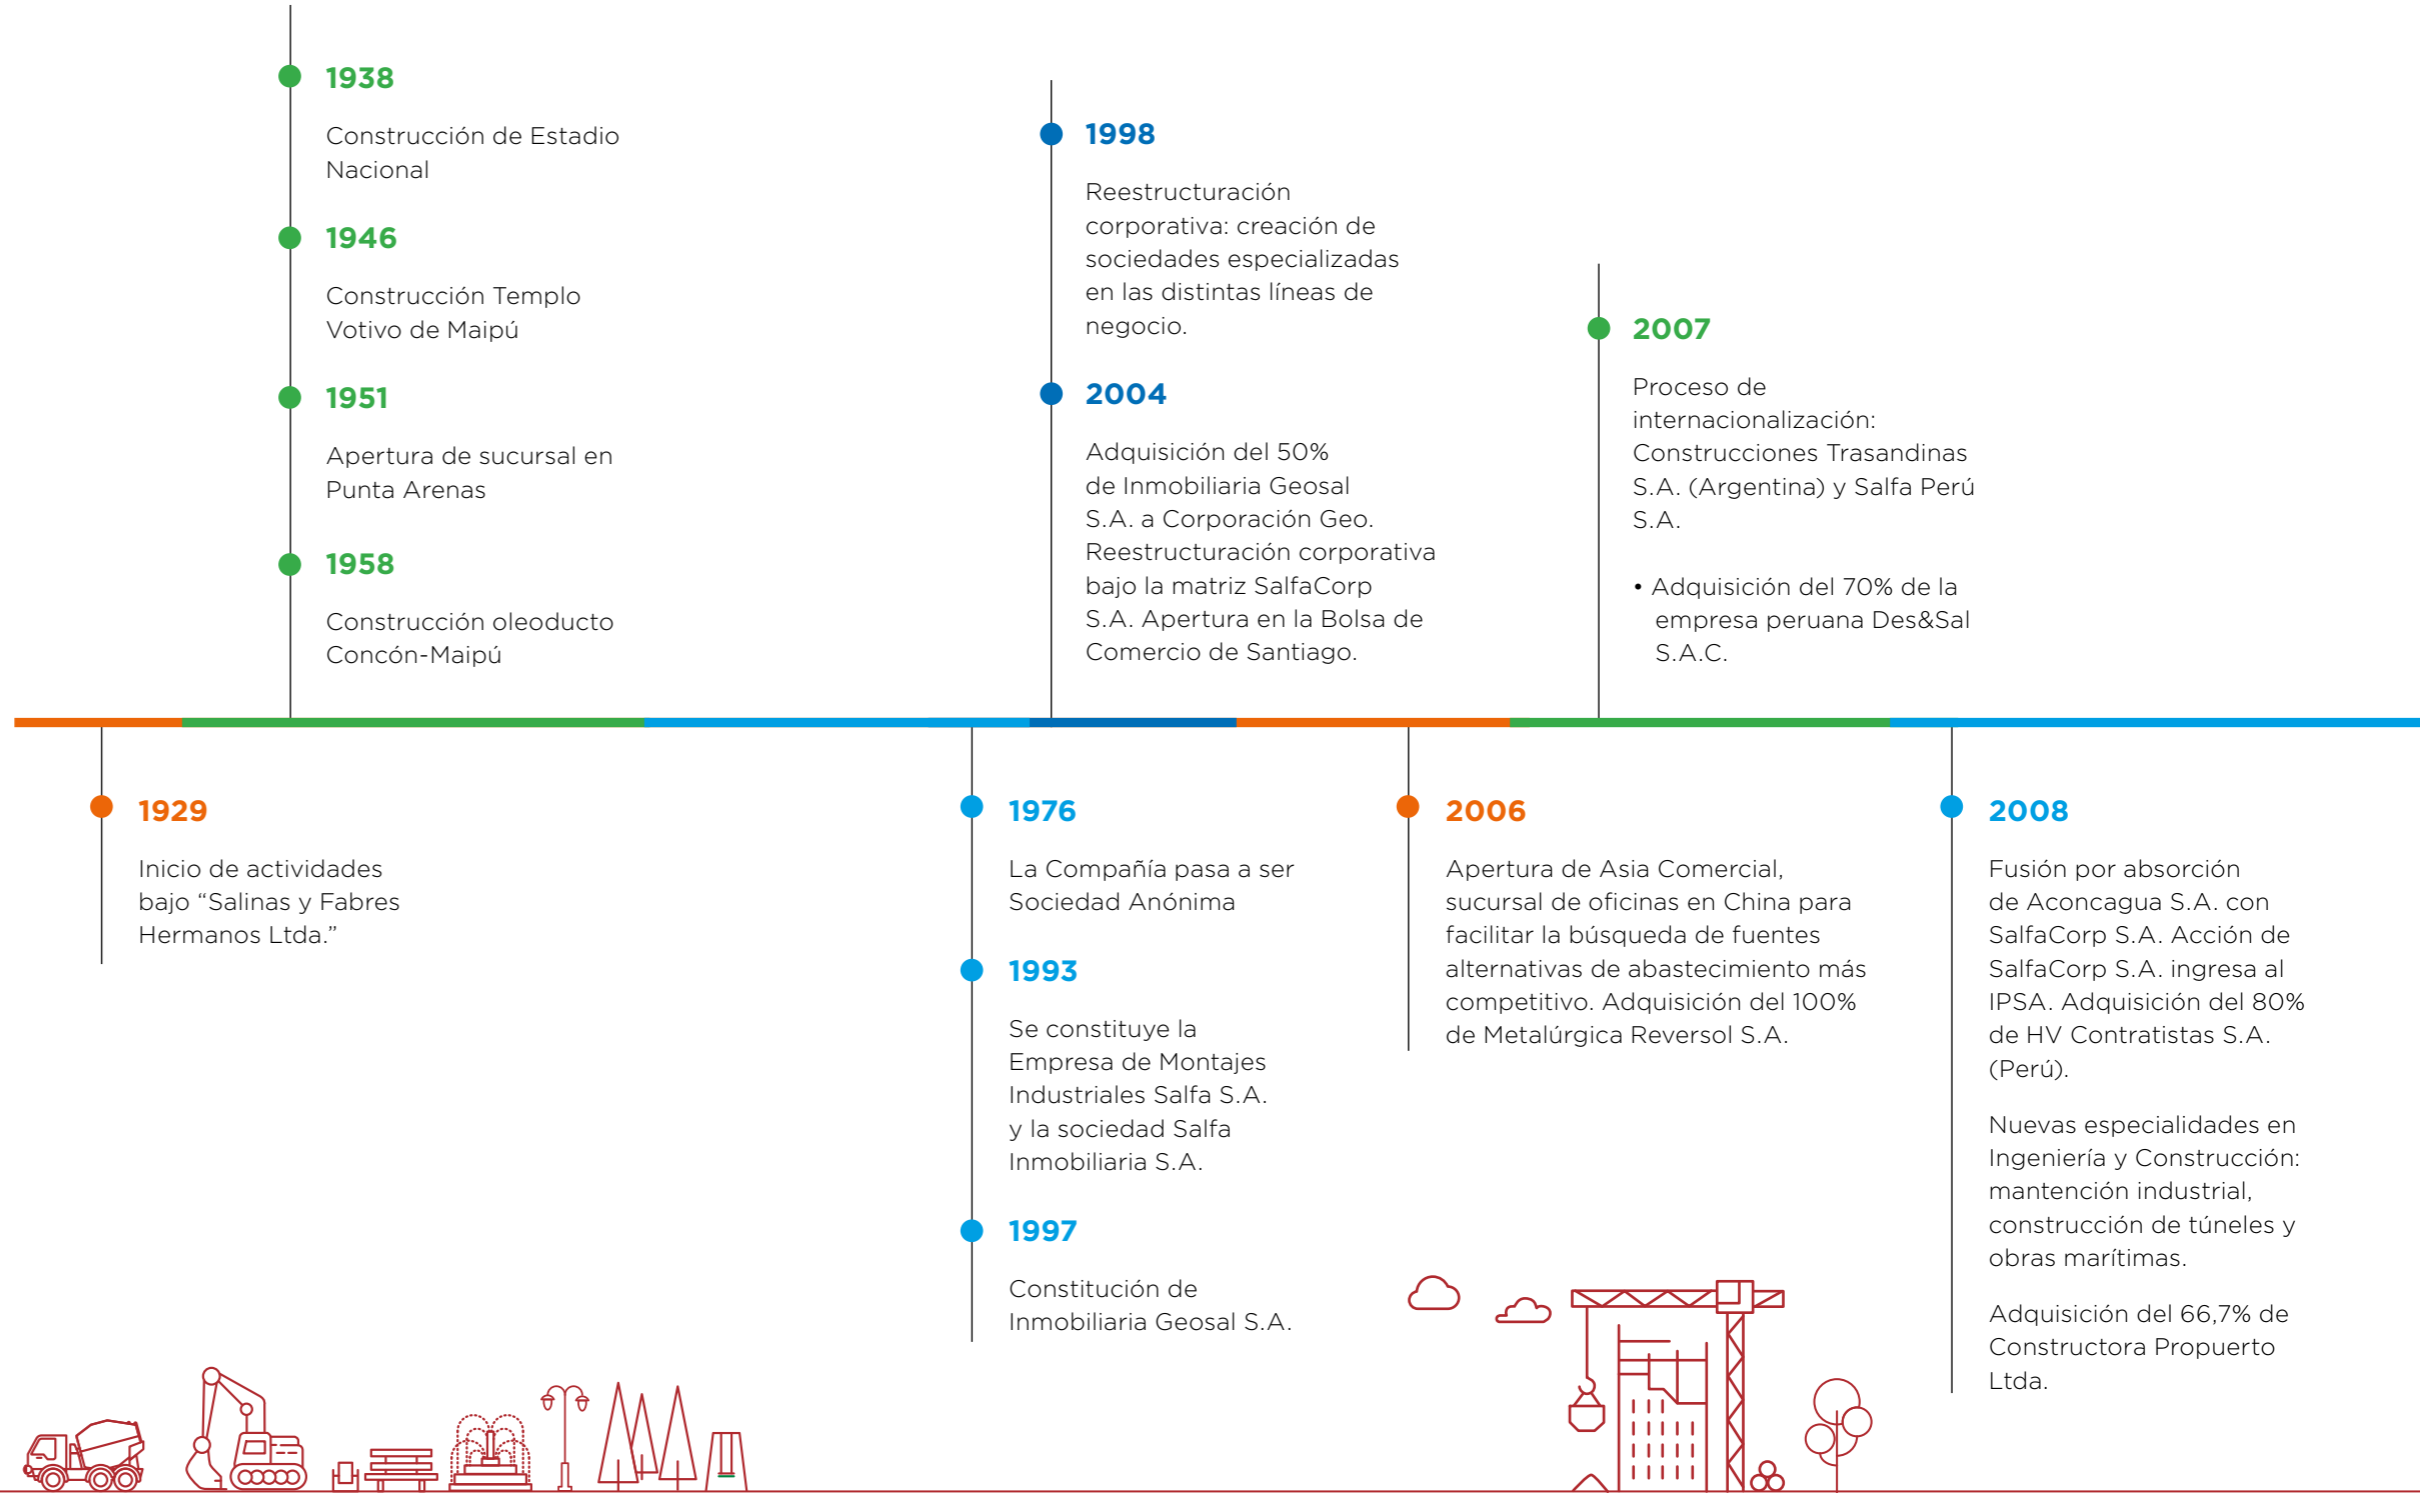 1938
Construcción de Estadio
Nacional
1946
Construcción Templo
Votivo de Maipú
1951
Apertura de sucursal en
Punta Arenas
1958
Construcción oleoducto
Concón-Maipú
1998
Reestructuración
corporativa: creación de
sociedades especializadas
en las distintas líneas de
negocio.
2004
Adquisición del 50%
de Inmobiliaria Geosal
S.A. a Corporación Geo.
Reestructuración corporativa
bajo la matriz SalfaCorp
S.A. Apertura en la Bolsa de
Comercio de Santiago.
2007
Proceso de
internacionalización:
Construcciones Trasandinas
S.A. (Argentina) y Salfa Perú
S.A.
• Adquisición del 70% de la
empresa peruana Des&Sal
S.A.C.
1929
Inicio de actividades
bajo “Salinas y Fabres
Hermanos Ltda.”
1976
La Compañía pasa a ser
Sociedad Anónima
1993
Se constituye la
Empresa de Montajes
Industriales Salfa S.A.
y la sociedad Salfa
Inmobiliaria S.A.
1997
Constitución de
Inmobiliaria Geosal S.A.
2006
Apertura de Asia Comercial,
sucursal de oficinas en China para
facilitar la búsqueda de fuentes
alternativas de abastecimiento más
competitivo. Adquisición del 100%
de Metalúrgica Reversol S.A.
2008
Fusión por absorción
de Aconcagua S.A. con
SalfaCorp S.A. Acción de
SalfaCorp S.A. ingresa al
IPSA. Adquisición del 80%
de HV Contratistas S.A.
(Perú).
Nuevas especialidades en
Ingeniería y Construcción:
mantención industrial,
construcción de túneles y
obras marítimas.
Adquisición del 66,7% de
Constructora Propuerto
Ltda.